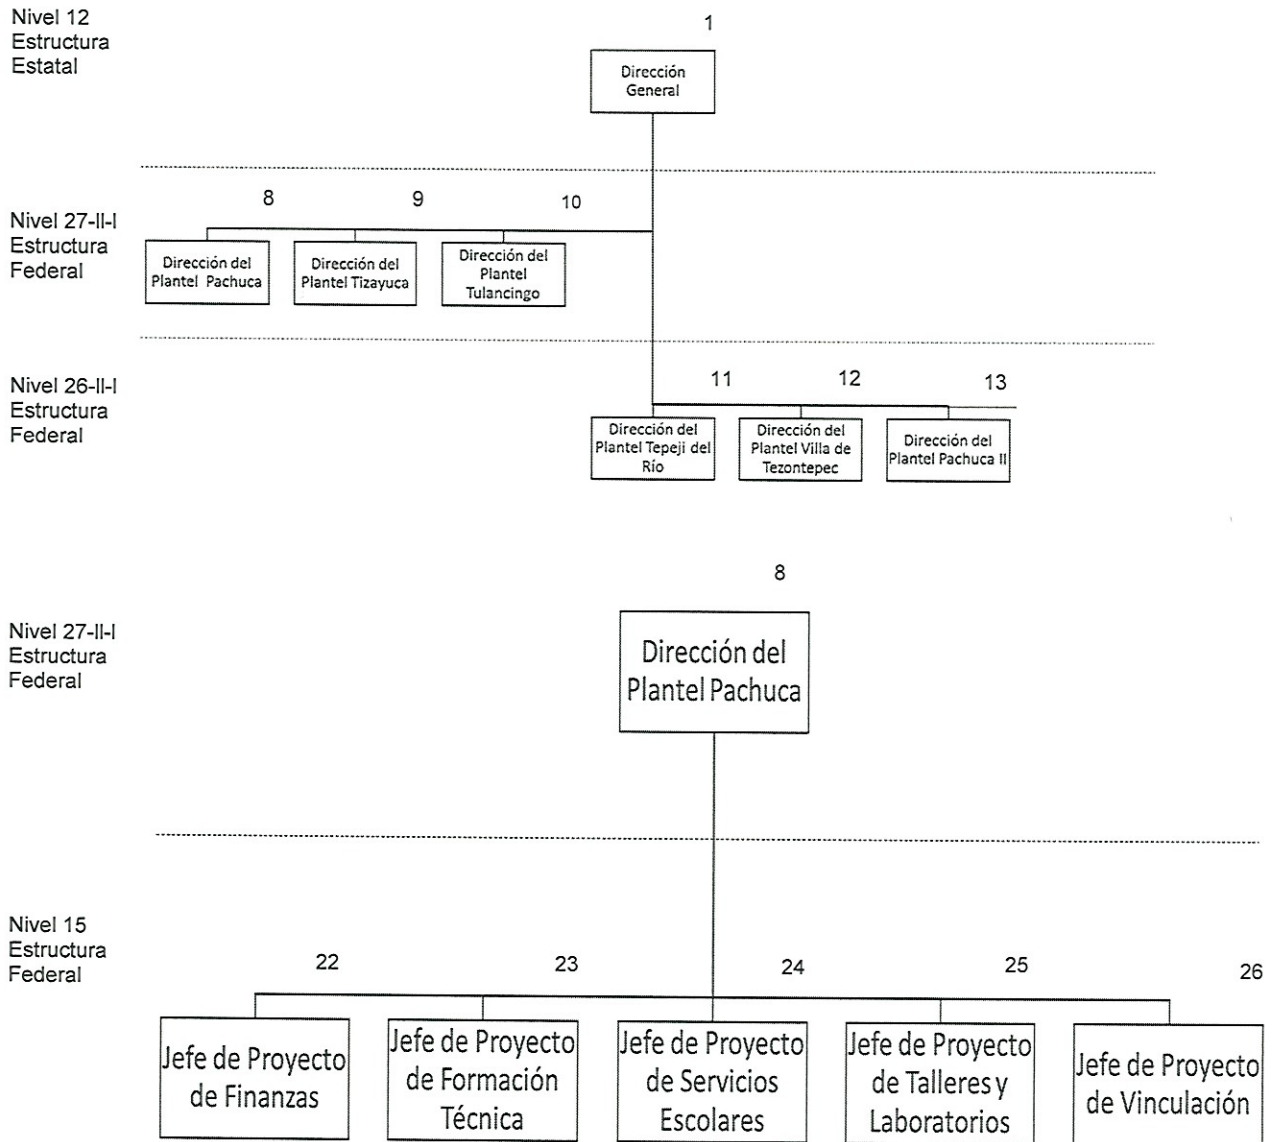 Nivel 12
Estructura
Estatal
1
Dirección
General
Nivel 27-II-I
Estructura
Federal
8
9
10
Dirección del
Plantel Pachuca
Dirección del
Plantel Tizayuca
Dirección del
Plantel
Tulancingo
Nivel 26-II-I
Estructura
Federal
11
12
13
Dirección del
Plantel Tepeji del
Río
Dirección del
Plantel Villa de
Tezontepec
Dirección del
Plantel Pachuca II
8
Nivel 27-II-I
Estructura
Federal
Dirección del
Plantel Pachuca
Nivel 15
Estructura
Federal
22
23
24
25
26
Jefe de Proyecto
de Finanzas
Jefe de Proyecto
de Formación
Técnica
Jefe de Proyecto
de Servicios
Escolares
Jefe de Proyecto
de Talleres y
Laboratorios
Jefe de Proyecto
de Vinculación